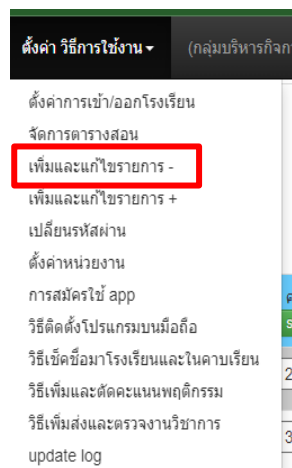 ตั้งค่า วิธีการใช้งาน (กลุ่มบริหารกิจก
ตั้งค่าการเข้า/ออกโรงเรียน
จัดการตารางสอน
เพิ่มและแก้ไขรายการ -
เพิ่มและแก้ไขรายการ +
เปลี่ยนรหัสผ่าน
ตั้งค่าหน่วยงาน
การสมัครใช้ app
วิธีติดตั้งโปรแกรมบนมือถือ
วิธีเช็คชื่อมาโรงเรียนและในคาบเรียน
วิธีเพิ่มและตัดคะแนนพฤติกรรม
วิธีเพิ่มส่งและตรวจงานวิชาการ
update log